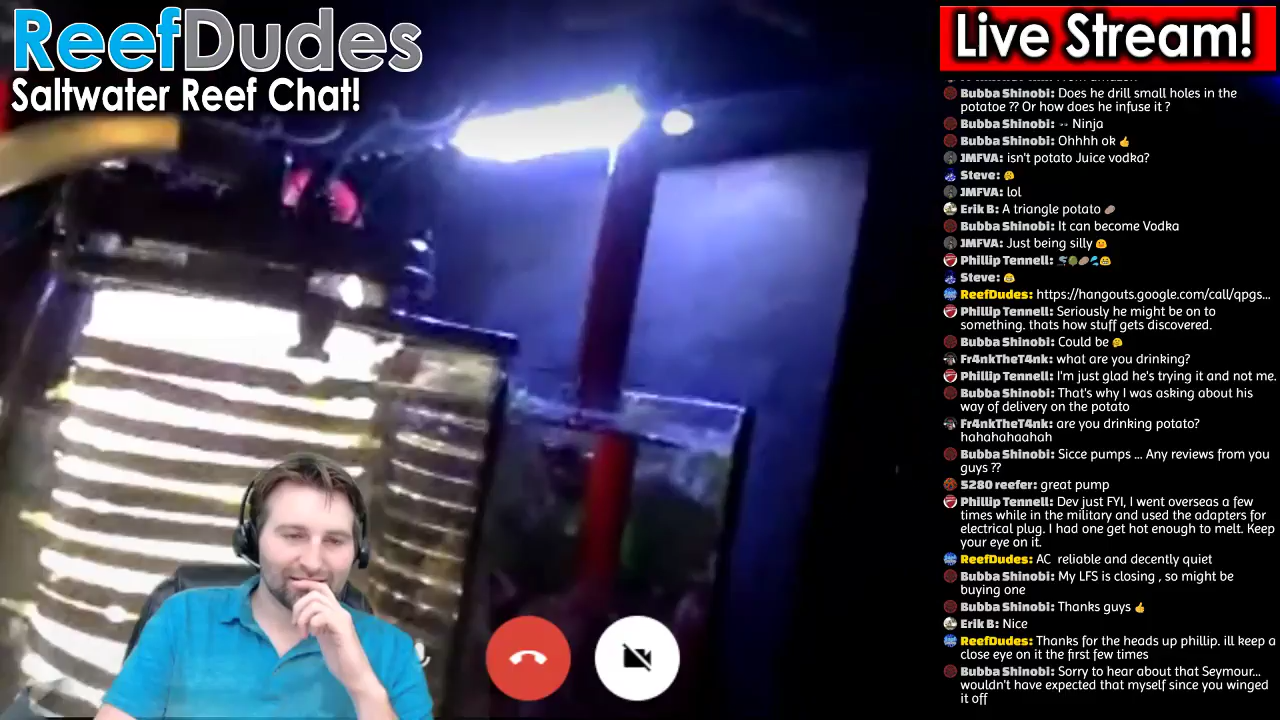 ReefDudes
Saltwater Reef Chat!
Live Stream!
Bubba Shinobi: Does he drill small holes in the
potatoe ?? Or how does he infuse it ?
Bubba Shinobi: 👀 Ninja
Bubba Shinobi: Ohhhh ok 👍
JMFVA: isn't potato Juice vodka?
Steve: 🤔
JMFVA: lol
Erik B: A triangle potato 🥔
Bubba Shinobi: It can become Vodka
JMFVA: Just being silly
Phillip Tennell:
Steve:
ReefDudes: https://hangouts.google.com/call/qpgs...
Phillip Tennell: Seriously he might be on to
something. thats how stuff gets discovered.
Bubba Shinobi: Could be 🤔
Fr4nkTheT4nk: what are you drinking?
Phillip Tennell: I'm just glad he's trying it and not me.
Bubba Shinobi: That's why I was asking about his
way of delivery on the potato
Fr4nkTheT4nk: are you drinking potato?
hahahahaahah
Bubba Shinobi: Sicce pumps ... Any reviews from you
guys ??
5280 reefer: great pump
Phillip Tennell: Dev just FYI, I went overseas a few
times while in the military and used the adapters for
electrical plug. I had one get hot enough to melt. Keep
your eye on it.
ReefDudes: AC reliable and decently quiet
Bubba Shinobi: My LFS is closing , so might be
buying one
Bubba Shinobi: Thanks guys 👍
Erik B: Nice
ReefDudes: Thanks for the heads up phillip. ill keep a
close eye on it the first few times
Bubba Shinobi: Sorry to hear about that Seymour...
wouldn't have expected that myself since you winged
it off